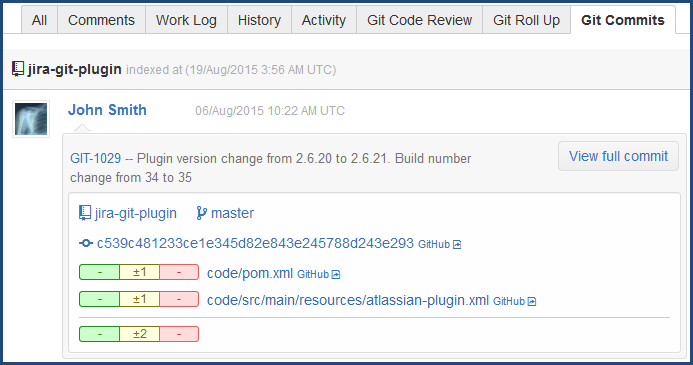 All Comments Work Log History Activity Git Code Review Git Roll Up Git Commits
jira-git-plugin indexed at (19/Aug/2015 3:56 AM UTC)
John Smith 06/Aug/2015 10:22 AM UTC
GIT-1029 -- Plugin version change from 2.6.20 to 2.6.21. Build number
change from 34 to 35
View full commit
jira-git-plugin master
c539c481233ce1e345d82e843e245788d243e293 GitHub
- ±1 - code/pom.xml GitHub
- ±1 - code/src/main/resources/atlassian-plugin.xml GitHub
- ±2 -